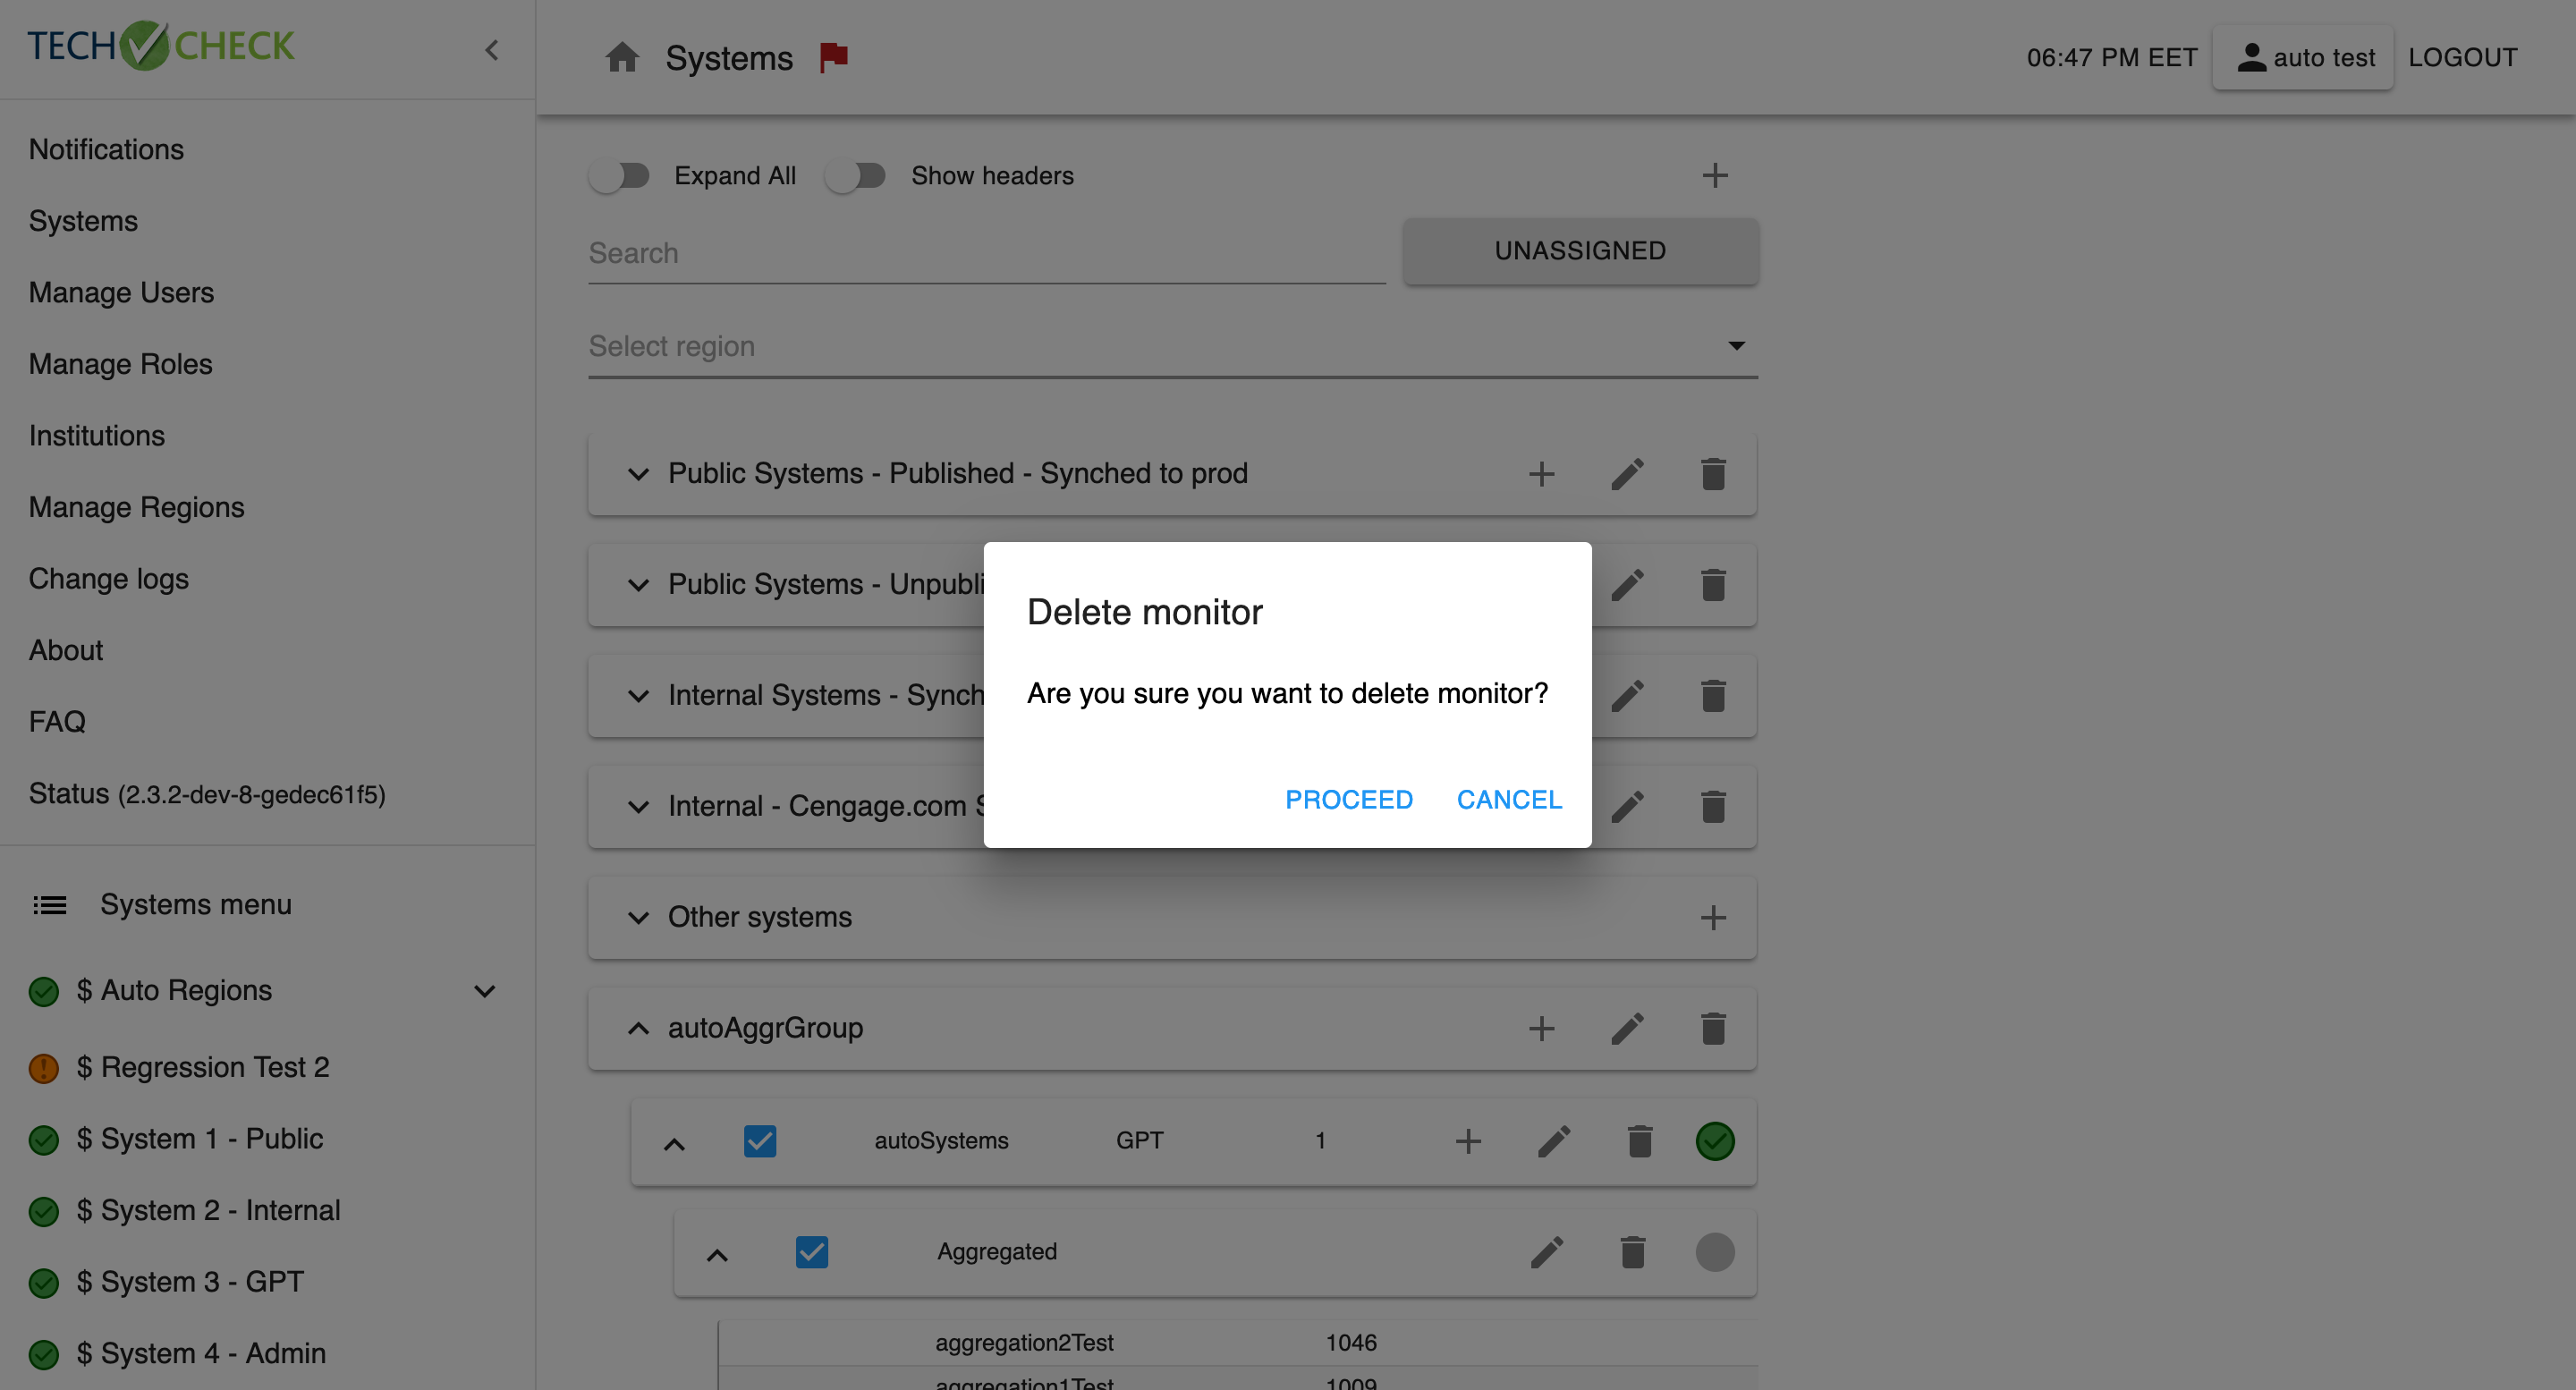 TECH CHECK
Systems
06:47 PM EET
auto test
LOGOUT
Notifications
Systems
Manage Users
Manage Roles
Institutions
Manage Regions
Change logs
About
FAQ
Status (2.3.2-dev-8-gedec61f5)
Systems menu
$ Auto Regions
$ Regression Test 2
$ System 1 - Public
$ System 2 - Internal
$ System 3 - GPT
$ System 4 - Admin
Expand All
Show headers
Search
UNASSIGNED
Select region
Public Systems - Published - Synched to prod
Public Systems - Unpubli
Internal Systems - Synch
Internal - Cengage.com S
Other systems
autoAggrGroup
autoSystems GPT 1
Aggregated
aggregation2Test 1046
aggregation1Test 1009
Delete monitor
Are you sure you want to delete monitor?
PROCEED CANCEL